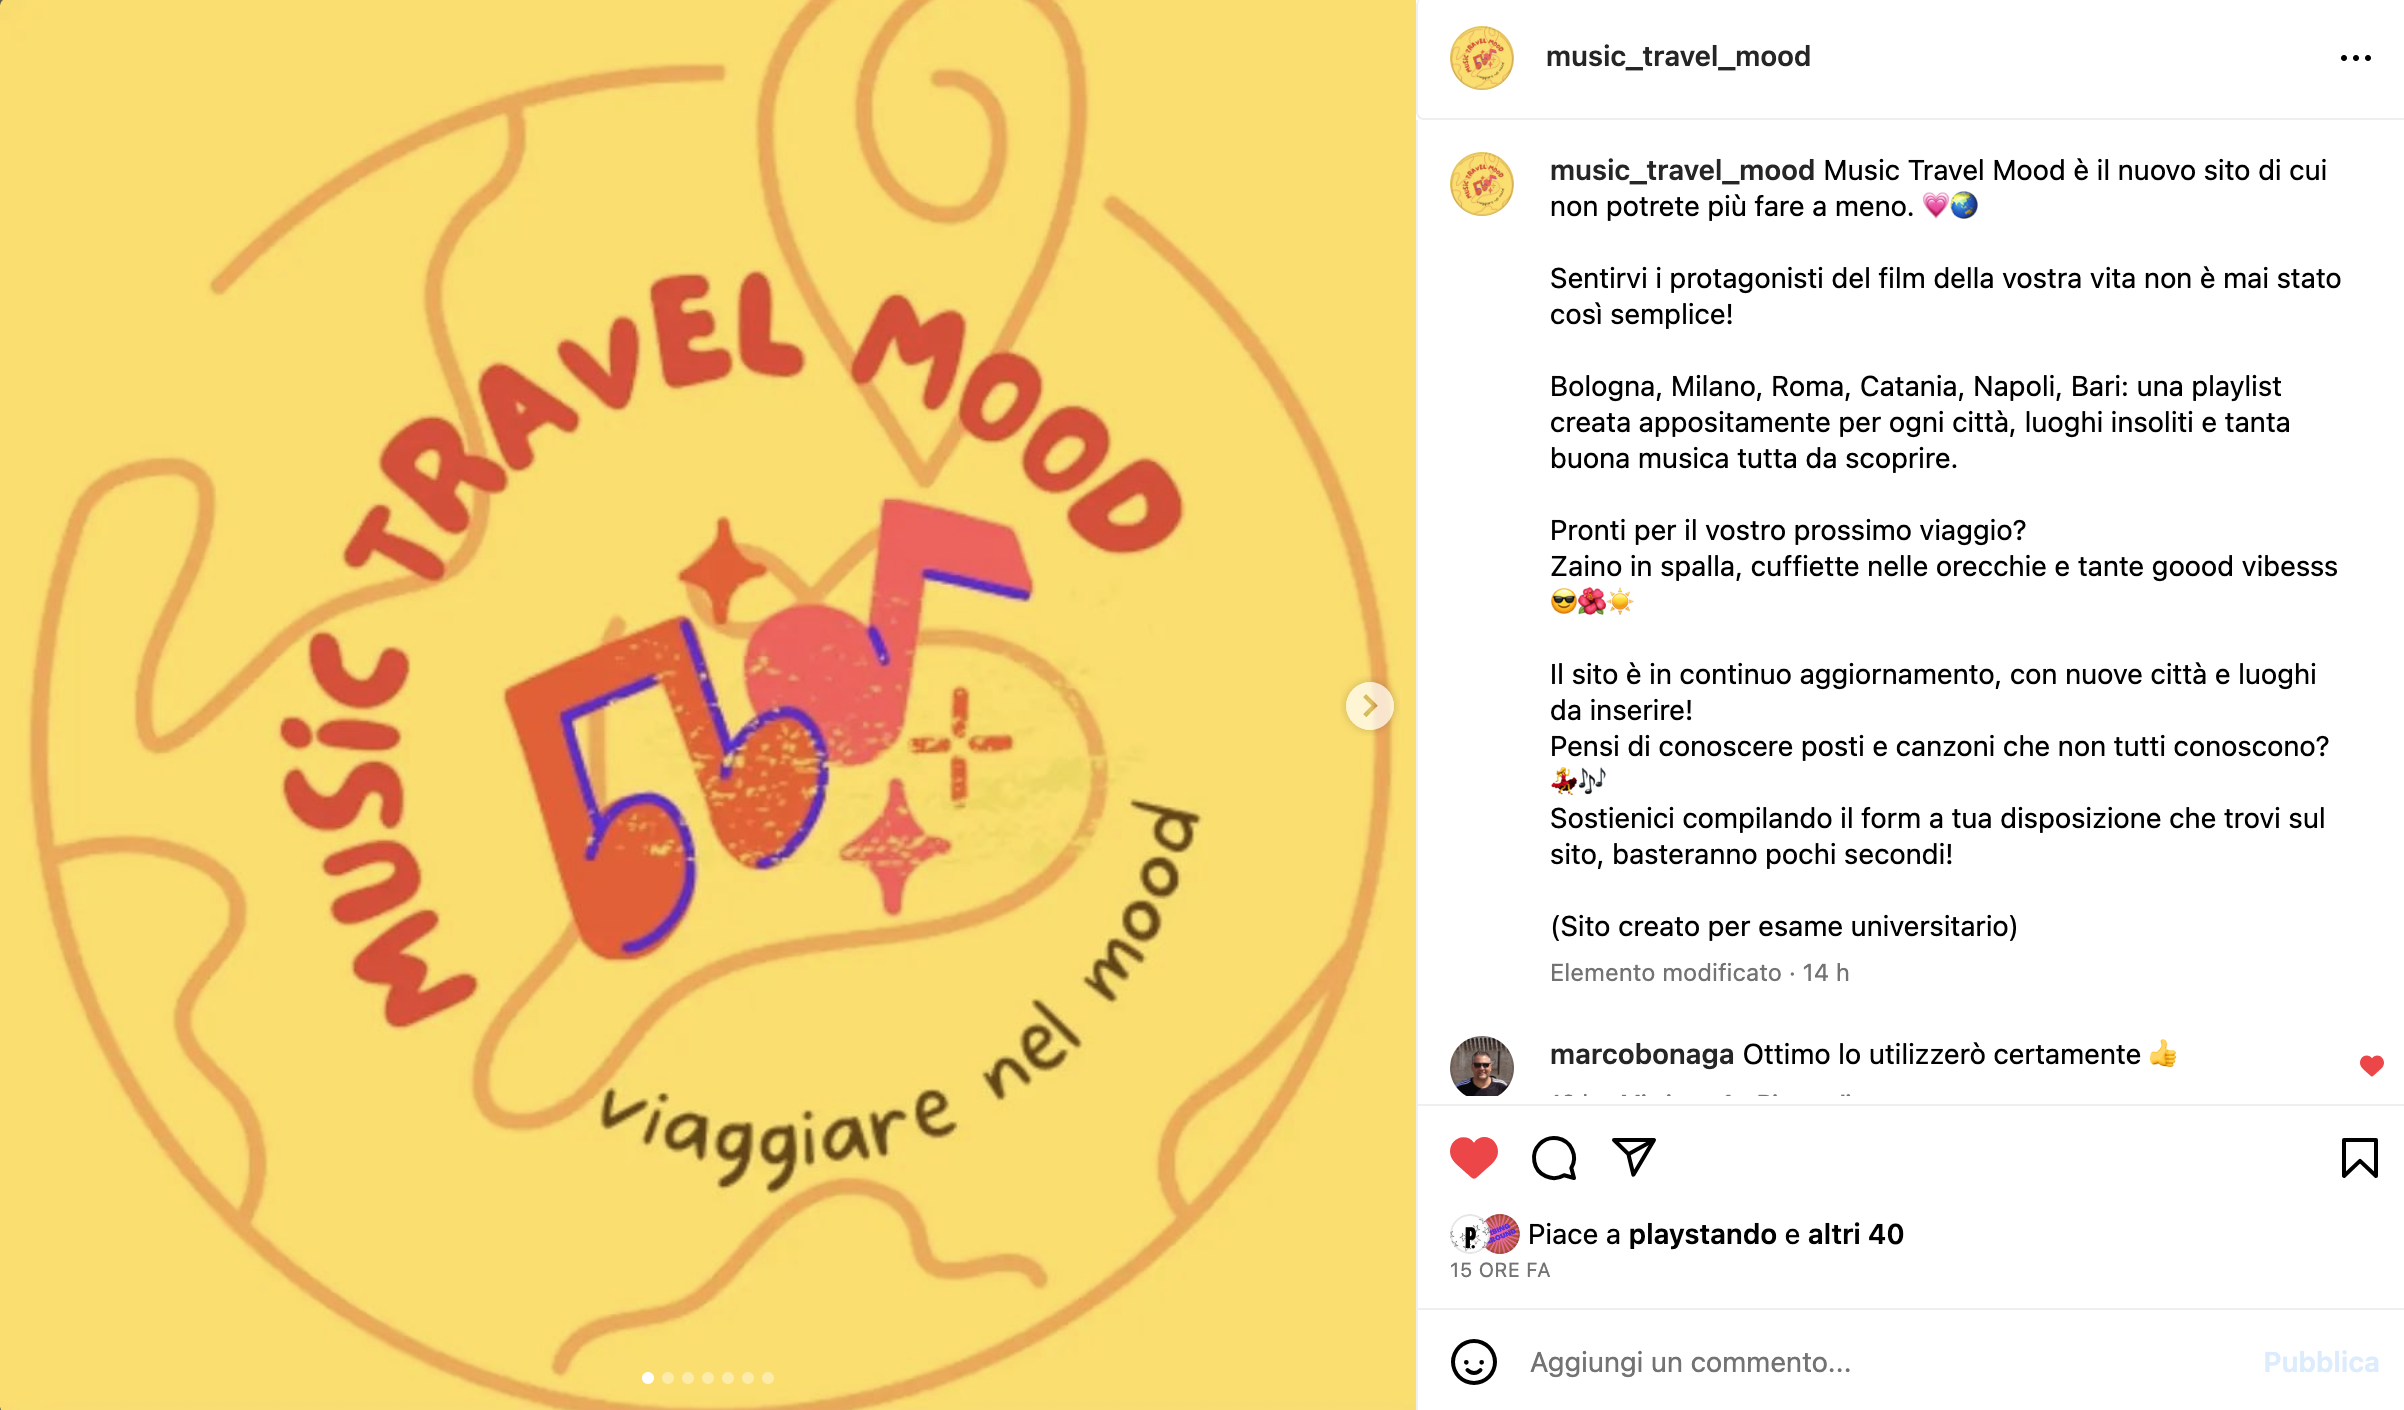 MUSIC TRAVEL MOOD
viaggiare nel mood
music_travel_mood
music_travel_mood Music Travel Mood è il nuovo sito di cui
non potrete più fare a meno. 💗🌏
Sentirvi i protagonisti del film della vostra vita non è mai stato
così semplice!
Bologna, Milano, Roma, Catania, Napoli, Bari: una playlist
creata appositamente per ogni città, luoghi insoliti e tanta
buona musica tutta da scoprire.
Pronti per il vostro prossimo viaggio?
Zaino in spalla, cuffiette nelle orecchie e tante goood vibesss
😎🌺☀️
Il sito è in continuo aggiornamento, con nuove città e luoghi
da inserire!
Pensi di conoscere posti e canzoni che non tutti conoscono?
💃🎶
Sostienici compilando il form a tua disposizione che trovi sul
sito, basteranno pochi secondi!
(Sito creato per esame universitario)
Elemento modificato · 14 h
marcobonaga Ottimo lo utilizzerò certamente 👍
Piace a playstando e altri 40
15 ORE FA
Aggiungi un commento...
Pubblica